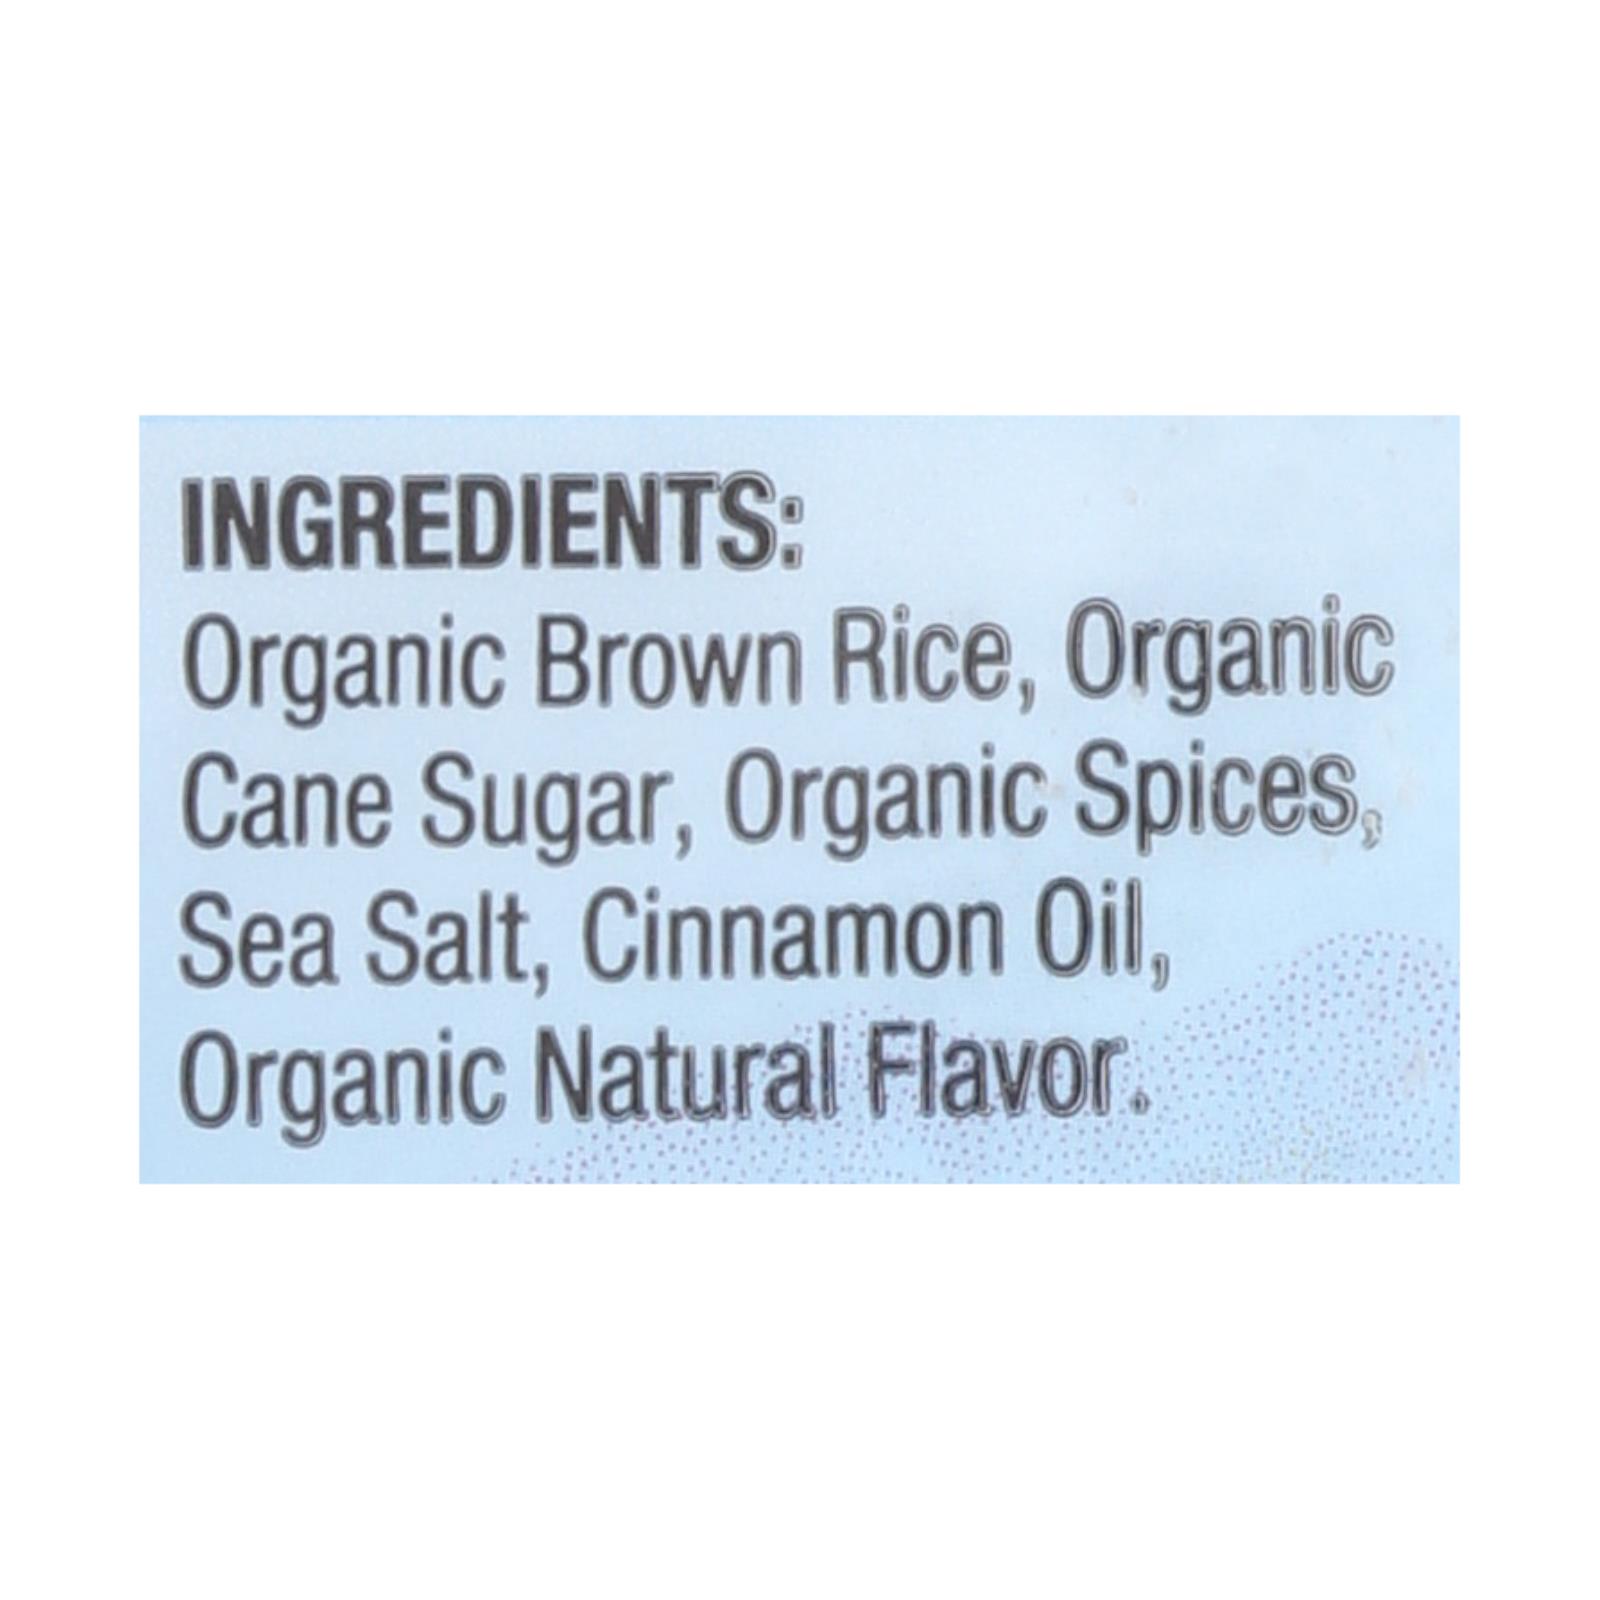 INGREDIENTS:
Organic Brown Rice, Organic
Cane Sugar, Organic Spices,
Sea Salt, Cinnamon Oil,
Organic Natural Flavor.